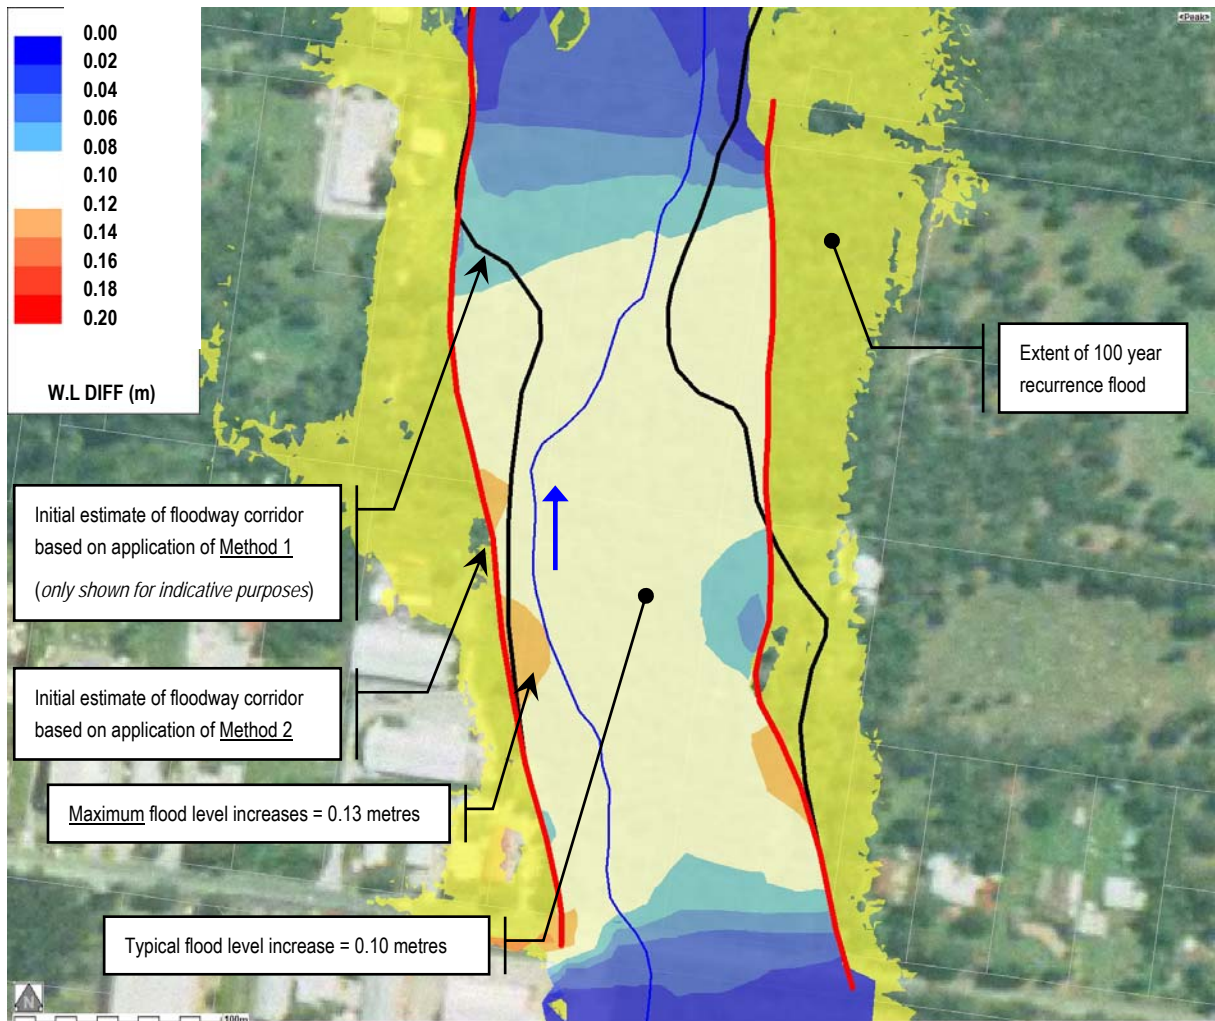 0.00
0.02
0.04
0.06
0.08
0.10
0.12
0.14
0.16
0.18
0.20
W.L DIFF (m)
«Peak»
Extent of 100 year
recurrence flood
Initial estimate of floodway corridor
based on application of Method 1
(only shown for indicative purposes)
Initial estimate of floodway corridor
based on application of Method 2
Maximum flood level increases = 0.13 metres
Typical flood level increase = 0.10 metres
N
100m